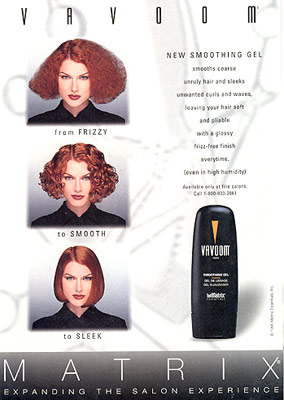 VAVOOM®
NEW SMOOTHING GEL
smooths coarse
unruly hair and sleeks
unwanted curls and waves,
leaving your hair soft
and pliable
with a glossy
frizz-free finish
everytime.
(even in high humidity)
Available only at fine salons.
from FRIZZY
to SMOOTH
to SLEEK
VAVOOM
SMOOTHING GEL
matrix
MATRIX®
EXPANDING THE SALON EXPERIENCE